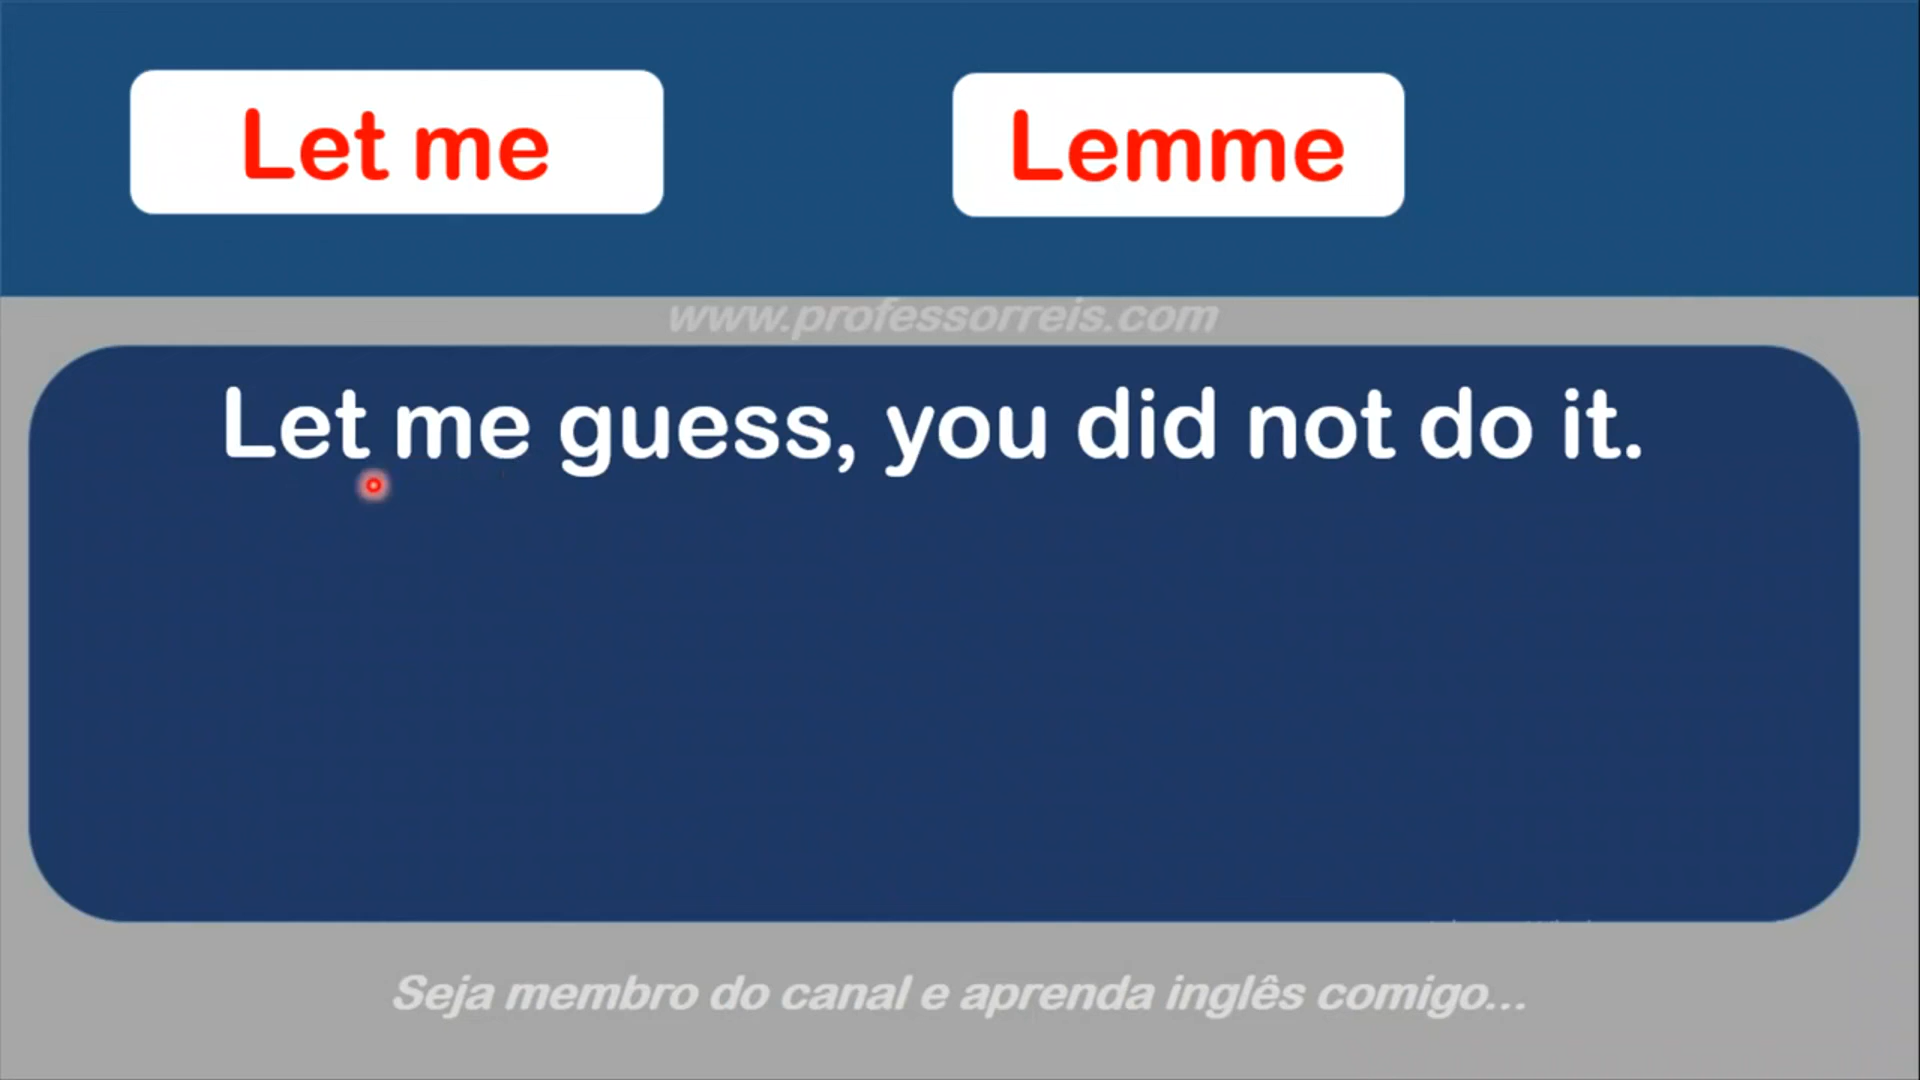 Let me
Lemme
www.professorreis.com
Let me guess, you did not do it.
Seja membro do canal e aprenda inglês comigo...